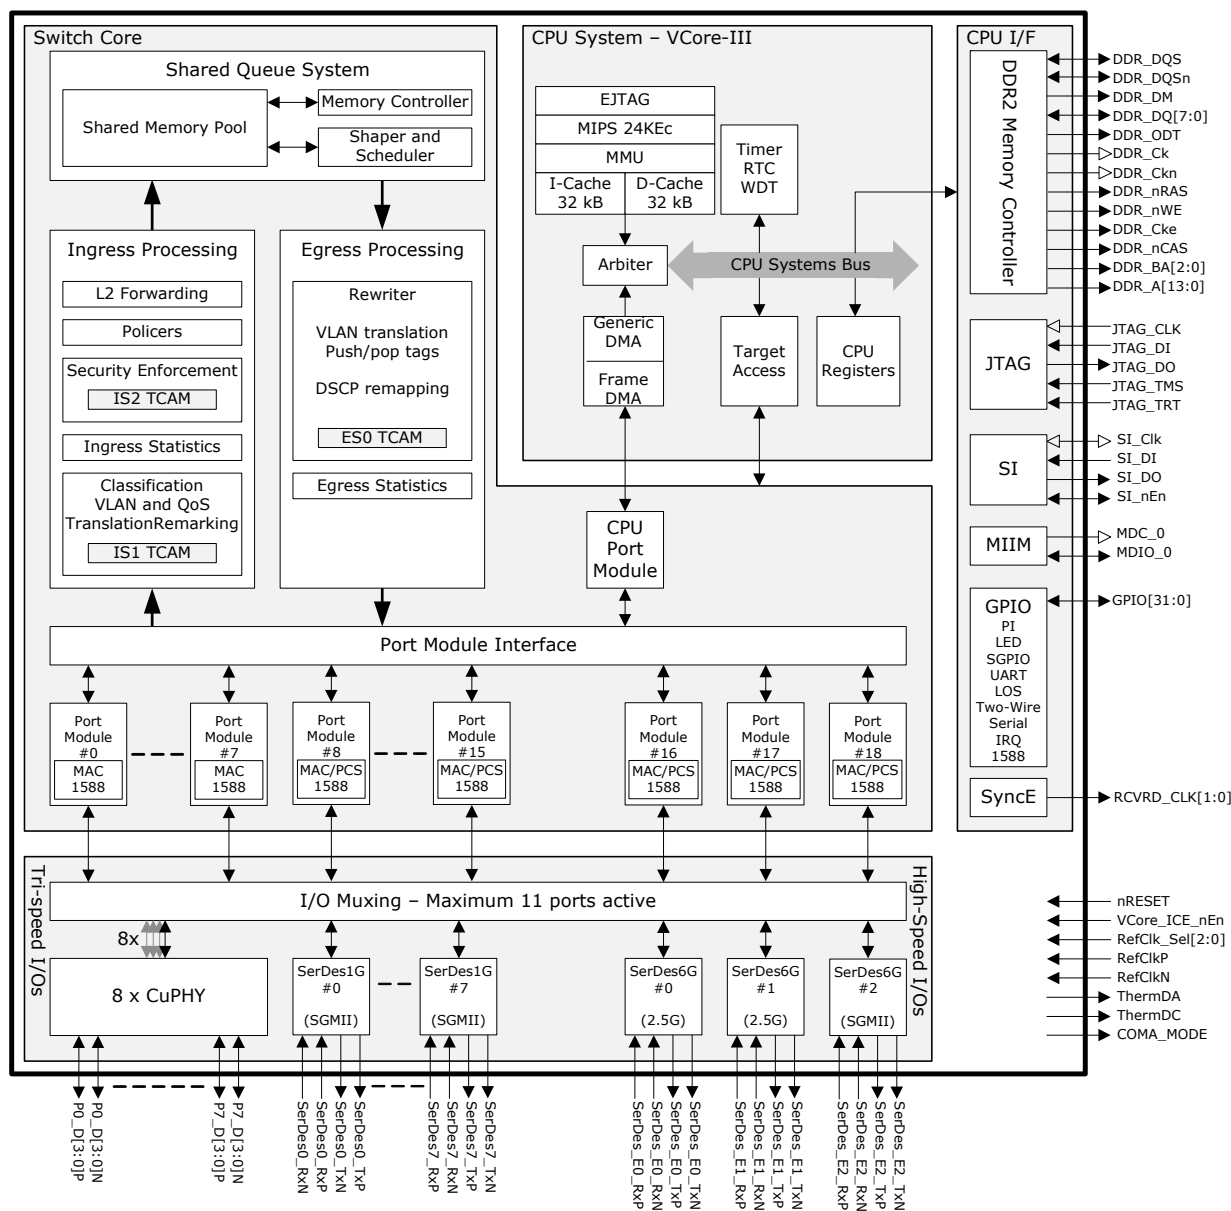 Switch Core
Shared Queue System
Shared Memory Pool
Memory Controller
Shaper and
Scheduler
Ingress Processing
L2 Forwarding
Policers
Security Enforcement
IS2 TCAM
Ingress Statistics
Classification
VLAN and QoS
TranslationRemarking
IS1 TCAM
Egress Processing
Rewriter
VLAN translation
Push/pop tags
DSCP remapping
ES0 TCAM
Egress Statistics
CPU System – VCore-III
EJTAG
MIPS 24KEc
MMU
I-Cache
32 kB
D-Cache
32 kB
Timer
RTC
WDT
Arbiter
CPU Systems Bus
Generic
DMA
Frame
DMA
Target
Access
CPU
Registers
CPU
Port
Module
Port Module Interface
Port
Module
#0
MAC
1588
Port
Module
#7
MAC
1588
Port
Module
#8
MAC/PCS
1588
Port
Module
#15
MAC/PCS
1588
Port
Module
#16
MAC/PCS
1588
Port
Module
#17
MAC/PCS
1588
Port
Module
#18
MAC/PCS
1588
Tri-speed I/Os
High-Speed I/Os
I/O Muxing – Maximum 11 ports active
8x
8 x CuPHY
SerDes1G
#0
(SGMII)
SerDes1G
#7
(SGMII)
SerDes6G
#0
(2.5G)
SerDes6G
#1
(2.5G)
SerDes6G
#2
(SGMII)
P0_D[3:0]P
P0_D[3:0]N
P7_D[3:0]P
P7_D[3:0]N
SerDes0_RxN
SerDes0_RxP
SerDes0_TxN
SerDes0_TxP
SerDes7_RxP
SerDes7_RxN
SerDes7_TxP
SerDes7_TxN
SerDes_E0_RxP
SerDes_E0_RxN
SerDes_E0_TxP
SerDes_E0_TxN
SerDes_E1_RxP
SerDes_E1_RxN
SerDes_E1_TxP
SerDes_E1_TxN
SerDes_E2_RxP
SerDes_E2_RxN
SerDes_E2_TxP
SerDes_E2_TxN
CPU I/F
DDR2 Memory
Controller
DDR_DQS
DDR_DQSn
DDR_DM
DDR_DQ[7:0]
DDR_ODT
DDR_Ck
DDR_Ckn
DDR_nRAS
DDR_nWE
DDR_Cke
DDR_nCAS
DDR_BA[2:0]
DDR_A[13:0]
JTAG
JTAG_CLK
JTAG_DI
JTAG_DO
JTAG_TMS
JTAG_TRT
SI
SI_Clk
SI_DI
SI_DO
SI_nEn
MIIM
MDC_0
MDIO_0
GPIO
PI
LED
SGPIO
UART
LOS
Two-Wire
Serial
IRQ
1588
GPIO[31:0]
SyncE
RCVRD_CLK[1:0]
nRESET
VCore_ICE_nEn
RefClk_Sel[2:0]
RefClkP
RefClkN
ThermDA
ThermDC
COMA_MODE